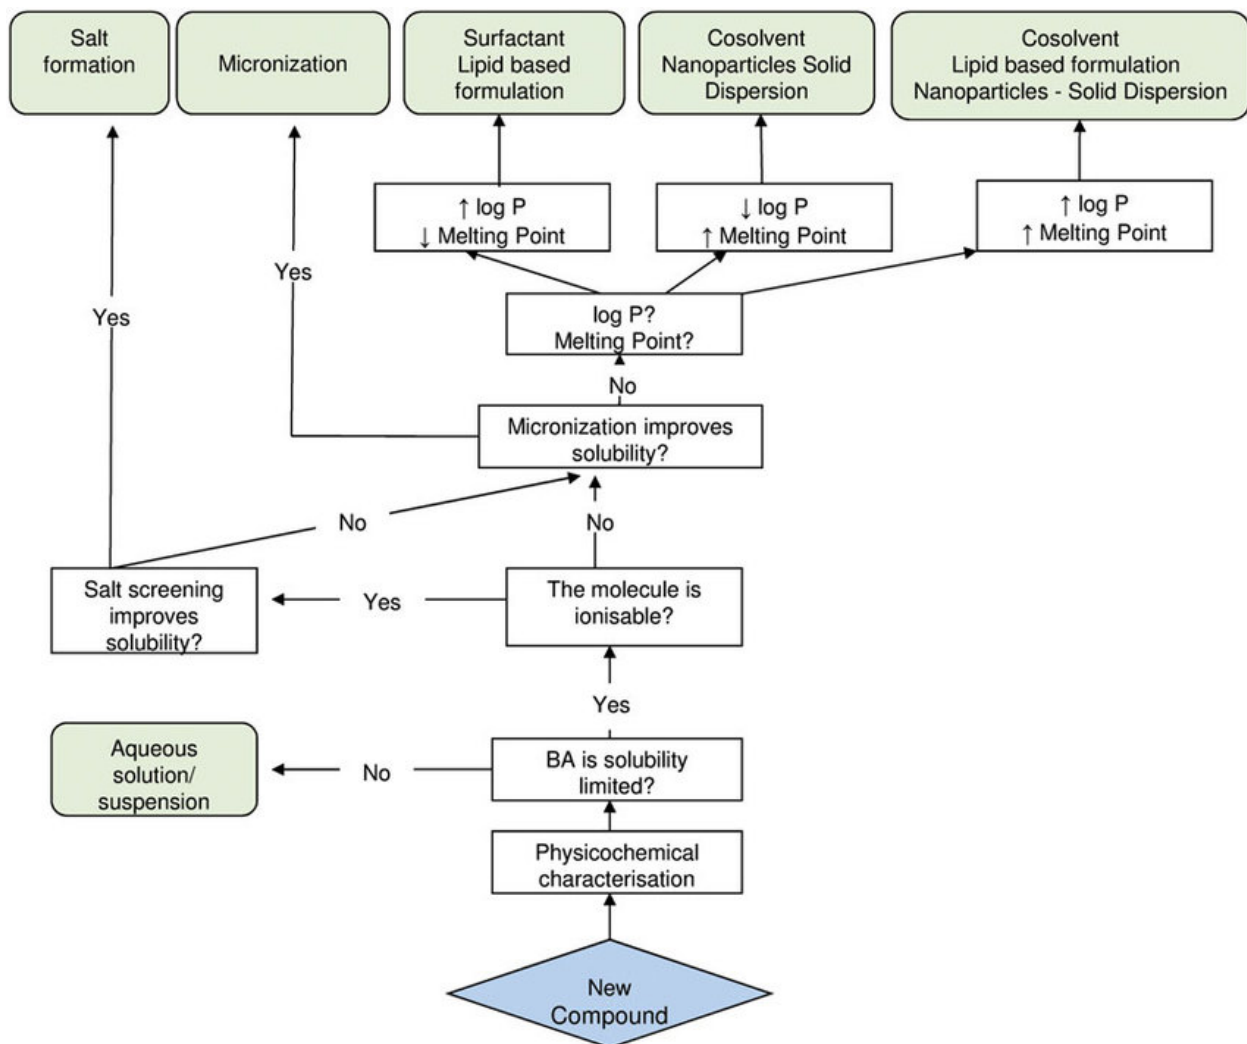 Salt
formation
Micronization
Surfactant
Lipid based
formulation
Cosolvent
Nanoparticles Solid
Dispersion
Cosolvent
Lipid based formulation
Nanoparticles - Solid Dispersion
↑ log P
↓ Melting Point
↓ log P
↑ Melting Point
↑ log P
↑ Melting Point
Yes
Yes
log P?
Melting Point?
No
Micronization improves
solubility?
No
No
Salt screening
improves
solubility?
Yes
The molecule is
ionisable?
Yes
Aqueous
solution/
suspension
No
BA is solubility
limited?
Physicochemical
characterisation
New
Compound